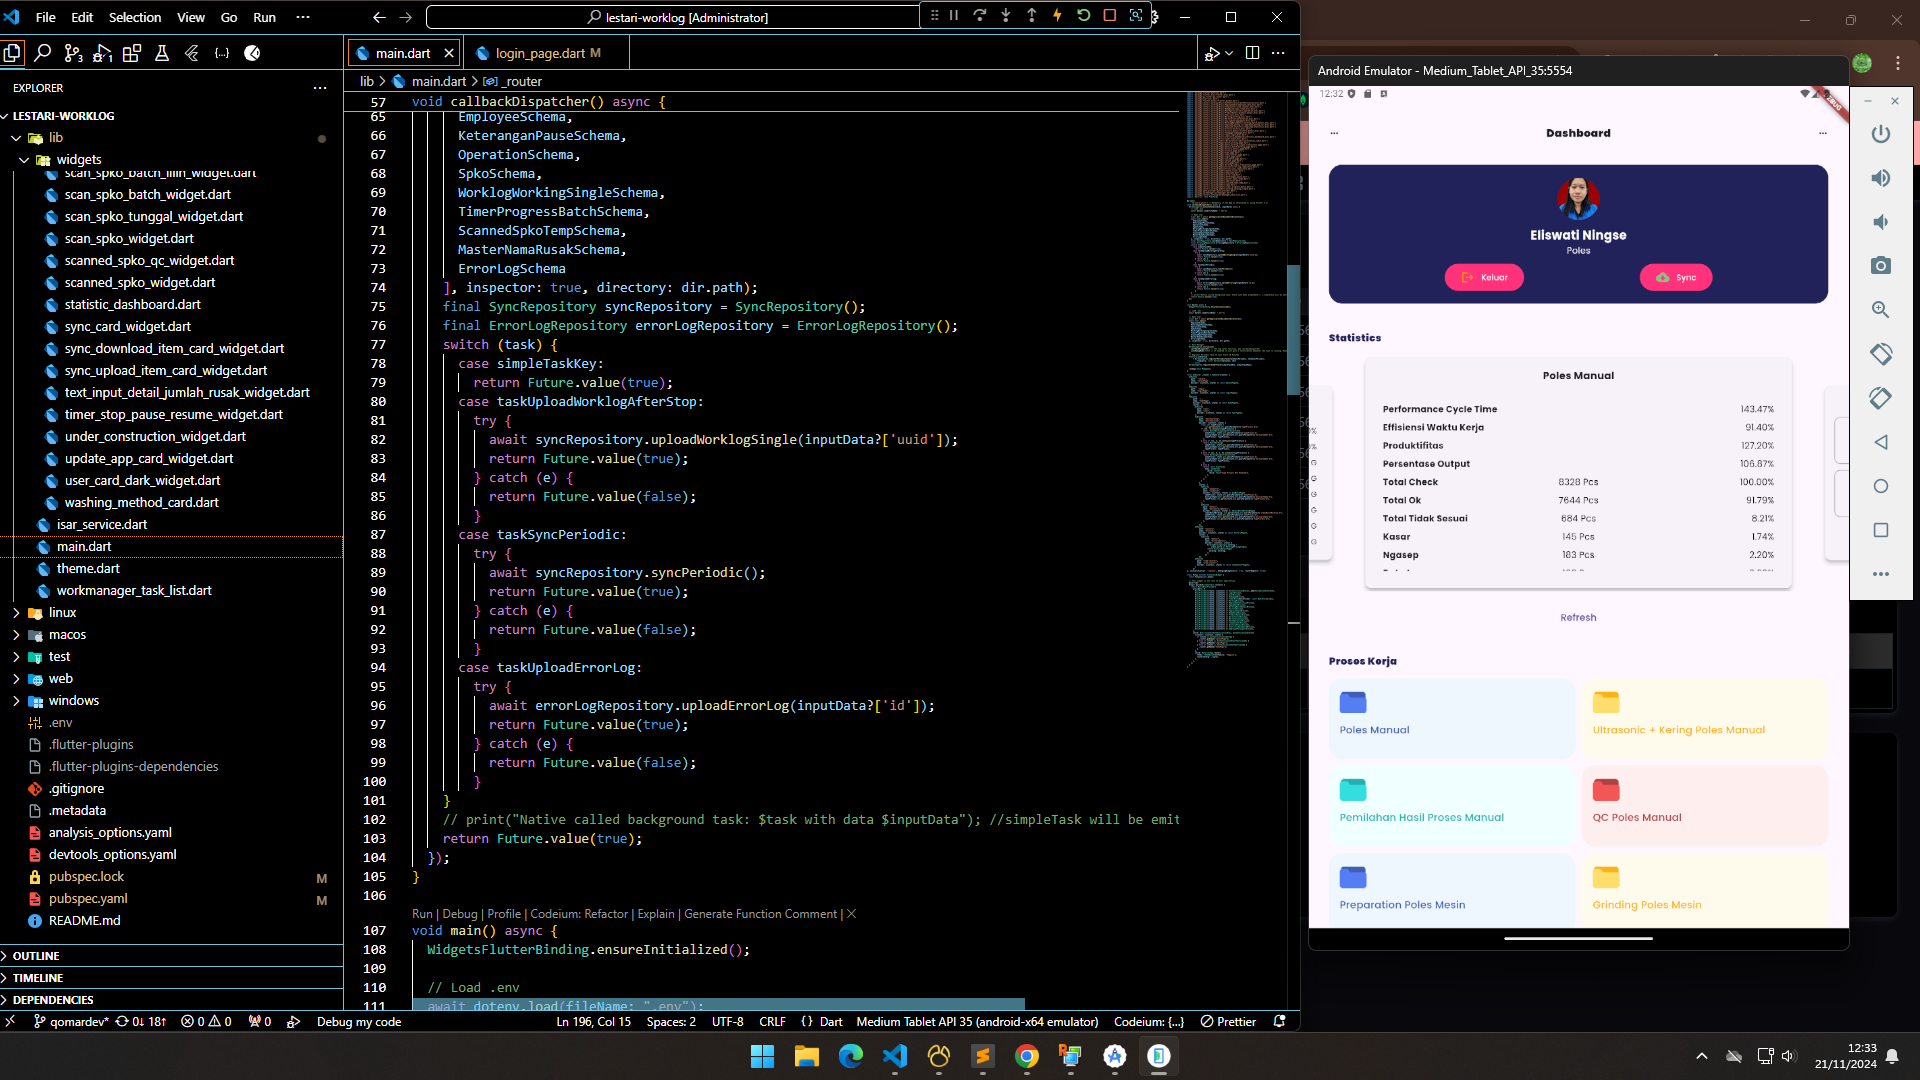 File Edit Selection View Go Run ···
lestari-worklog [Administrator]
EXPLORER
LESTARI-WORKLOG
lib
widgets
scan_spko_batch_lilin_widget.dart
scan_spko_batch_widget.dart
scan_spko_tunggal_widget.dart
scan_spko_widget.dart
scanned_spko_qc_widget.dart
scanned_spko_widget.dart
statistic_dashboard.dart
sync_card_widget.dart
sync_download_item_card_widget.dart
sync_upload_item_card_widget.dart
text_input_detail_jumlah_rusak_widget.dart
timer_stop_pause_resume_widget.dart
under_construction_widget.dart
update_app_card_widget.dart
user_card_dark_widget.dart
washing_method_card.dart
isar_service.dart
main.dart
theme.dart
workmanager_task_list.dart
linux
macos
test
web
windows
.env
.flutter-plugins
.flutter-plugins-dependencies
.gitignore
.metadata
analysis_options.yaml
devtools_options.yaml
pubspec.lock M
pubspec.yaml M
README.md
OUTLINE
TIMELINE
DEPENDENCIES
main.dart login_page.dart M
lib > main.dart > _router
57 void callbackDispatcher() async {
65 EmployeeSchema,
66 KeteranganPauseSchema,
67 OperationSchema,
68 SpkoSchema,
69 WorklogWorkingSingleSchema,
70 TimerProgressBatchSchema,
71 ScannedSpkoTempSchema,
72 MasterNamaRusakSchema,
73 ErrorLogSchema
74 ], inspector: true, directory: dir.path);
75 final SyncRepository syncRepository = SyncRepository();
76 final ErrorLogRepository errorLogRepository = ErrorLogRepository();
77 switch (task) {
78 case simpleTaskKey:
79 return Future.value(true);
80 case taskUploadWorklogAfterStop:
81 try {
82 await syncRepository.uploadWorklogSingle(inputData?['uuid']);
83 return Future.value(true);
84 } catch (e) {
85 return Future.value(false);
86 }
87 case taskSyncPeriodic:
88 try {
89 await syncRepository.syncPeriodic();
90 return Future.value(true);
91 } catch (e) {
92 return Future.value(false);
93 }
94 case taskUploadErrorLog:
95 try {
96 await errorLogRepository.uploadErrorLog(inputData?['id']);
97 return Future.value(true);
98 } catch (e) {
99 return Future.value(false);
100 }
101 }
102 // print("Native called background task: $task with data $inputData"); //simpleTask will be emit
103 return Future.value(true);
104 });
105 }
106
Run | Debug | Profile | Codeium: Refactor | Explain | Generate Function Comment | X
107 void main() async {
108 WidgetsFlutterBinding.ensureInitialized();
109
110 // Load .env
111 await dotenv.load(fileName: ".env");
qomardev* 0↓ 18↑ 0 0 0 Debug my code Ln 196, Col 15 Spaces: 2 UTF-8 CRLF {} Dart Medium Tablet API 35 (android-x64 emulator) Codeium: {...} Prettier
Android Emulator - Medium_Tablet_API_35:5554
12:32
DEBUG
Dashboard
Eliswati Ningse
Poles
Keluar Sync
Statistics
Poles Manual
Performance Cycle Time 143.47%
Effisiensi Waktu Kerja 91.40%
Produktifitas 127.20%
Persentase Output 106.87%
Total Check 8328 Pcs 100.00%
Total Ok 7644 Pcs 91.79%
Total Tidak Sesuai 684 Pcs 8.21%
Kasar 145 Pcs 1.74%
Ngasep 183 Pcs 2.20%
Refresh
Proses Kerja
Poles Manual
Ultrasonic + Kering Poles Manual
Pemilahan Hasil Proses Manual
QC Poles Manual
Preparation Poles Mesin
Grinding Poles Mesin
12:33
21/11/2024